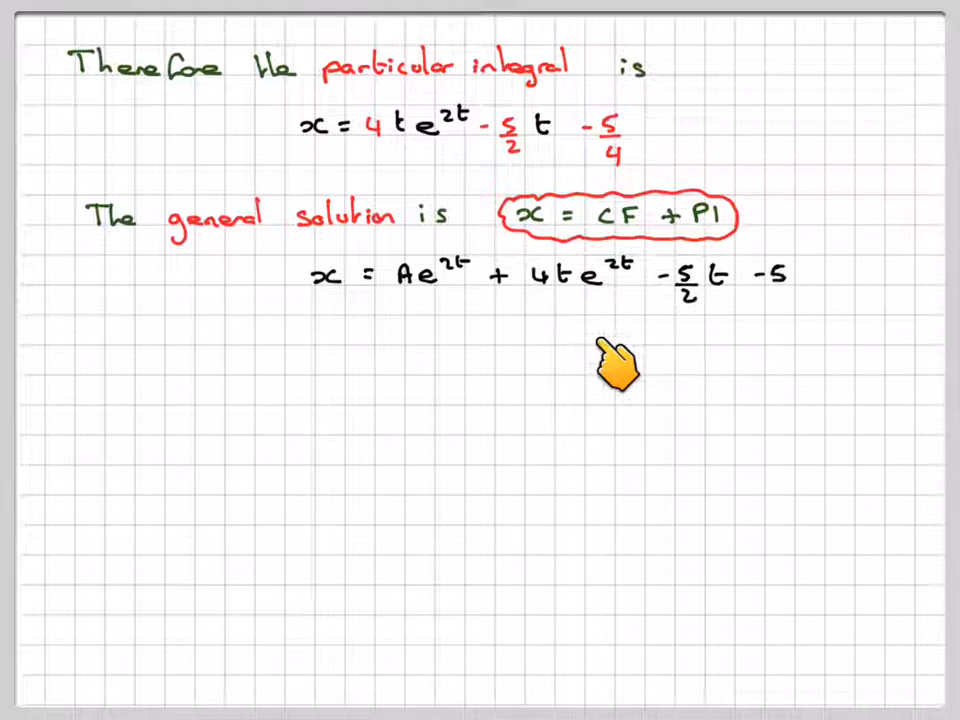 Therefore the particular integral is
x = 4te^{2t} - 5/2 t - 5/4
The general solution is x = CF + PI
x = Ae^{2t} + 4te^{2t} - 5/2 t - 5